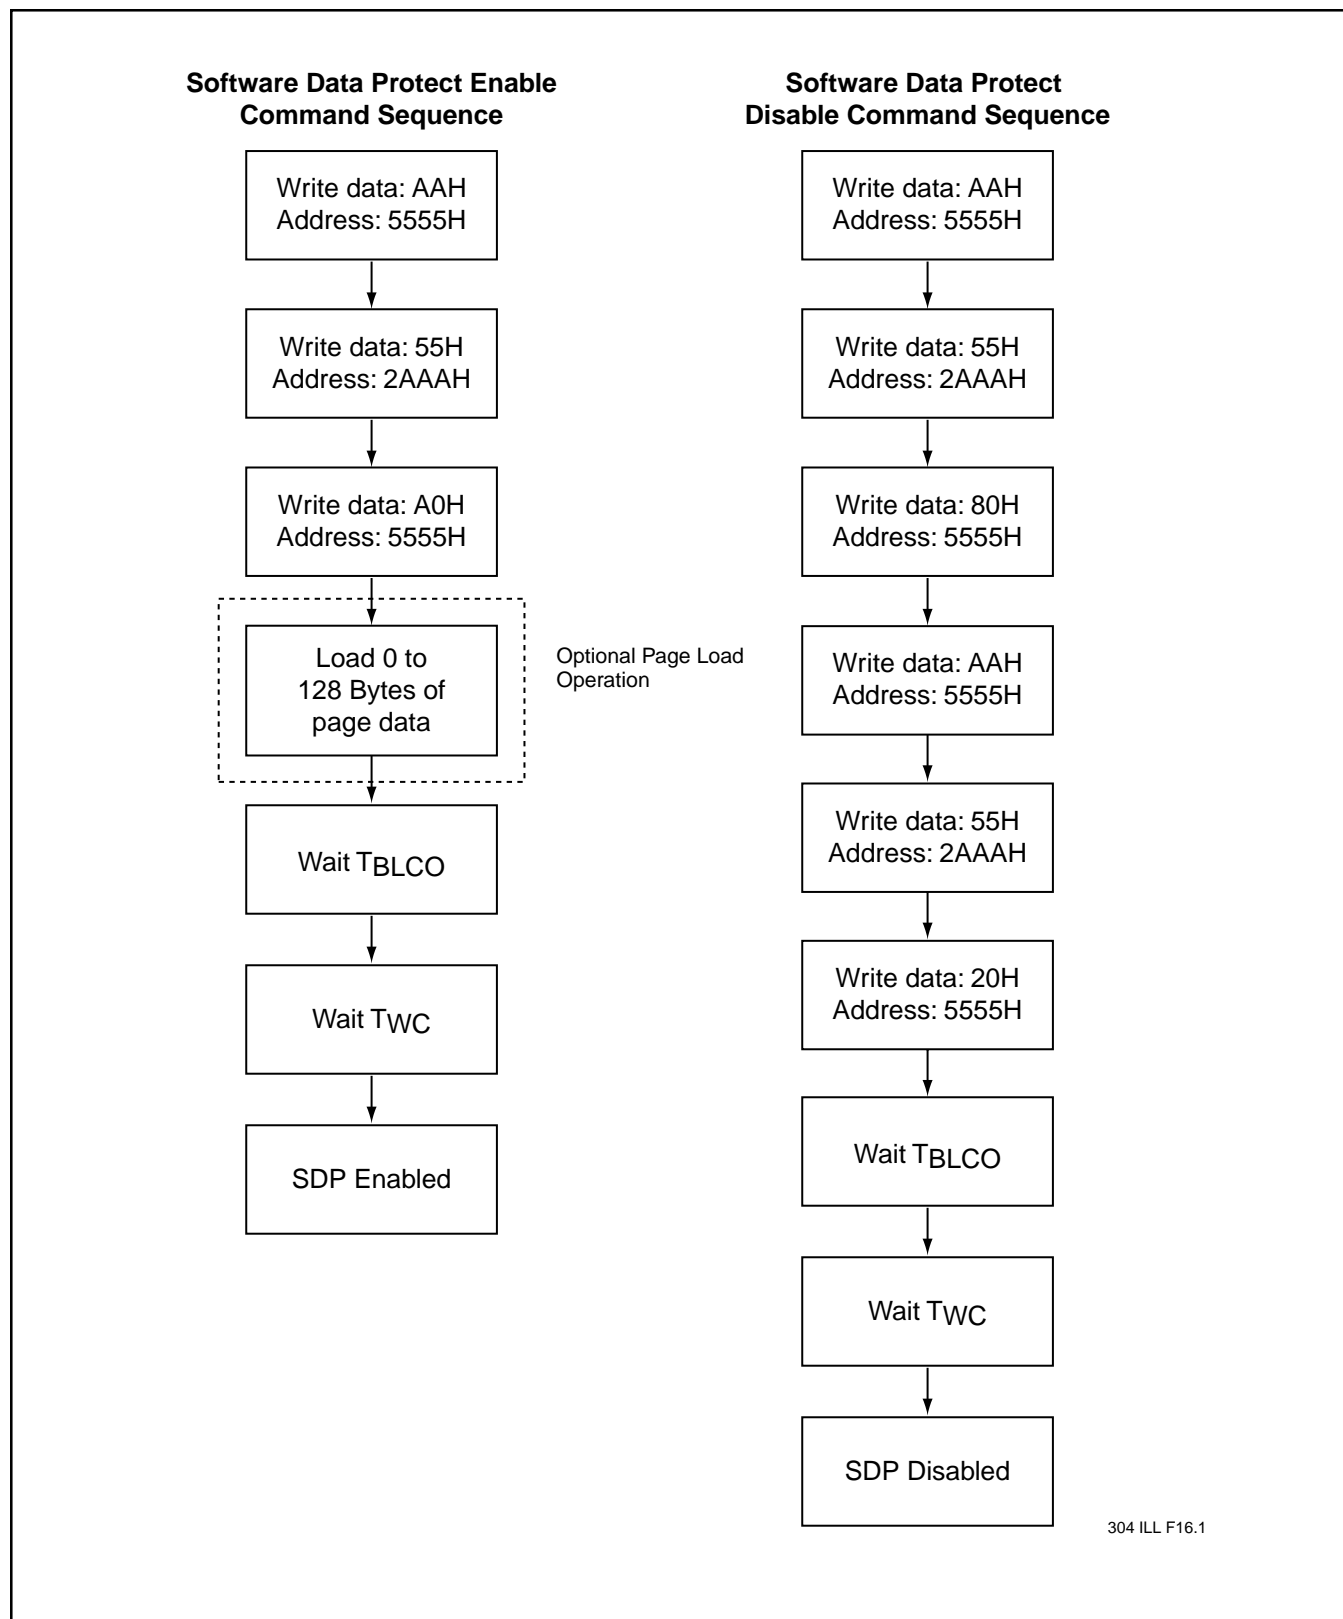 Software Data Protect Enable
Command Sequence
Write data: AAH
Address: 5555H
Write data: 55H
Address: 2AAAH
Write data: A0H
Address: 5555H
Load 0 to
128 Bytes of
page data
Optional Page Load
Operation
Wait TBLCO
Wait TWC
SDP Enabled
Software Data Protect
Disable Command Sequence
Write data: AAH
Address: 5555H
Write data: 55H
Address: 2AAAH
Write data: 80H
Address: 5555H
Write data: AAH
Address: 5555H
Write data: 55H
Address: 2AAAH
Write data: 20H
Address: 5555H
Wait TBLCO
Wait TWC
SDP Disabled
304 ILL F16.1